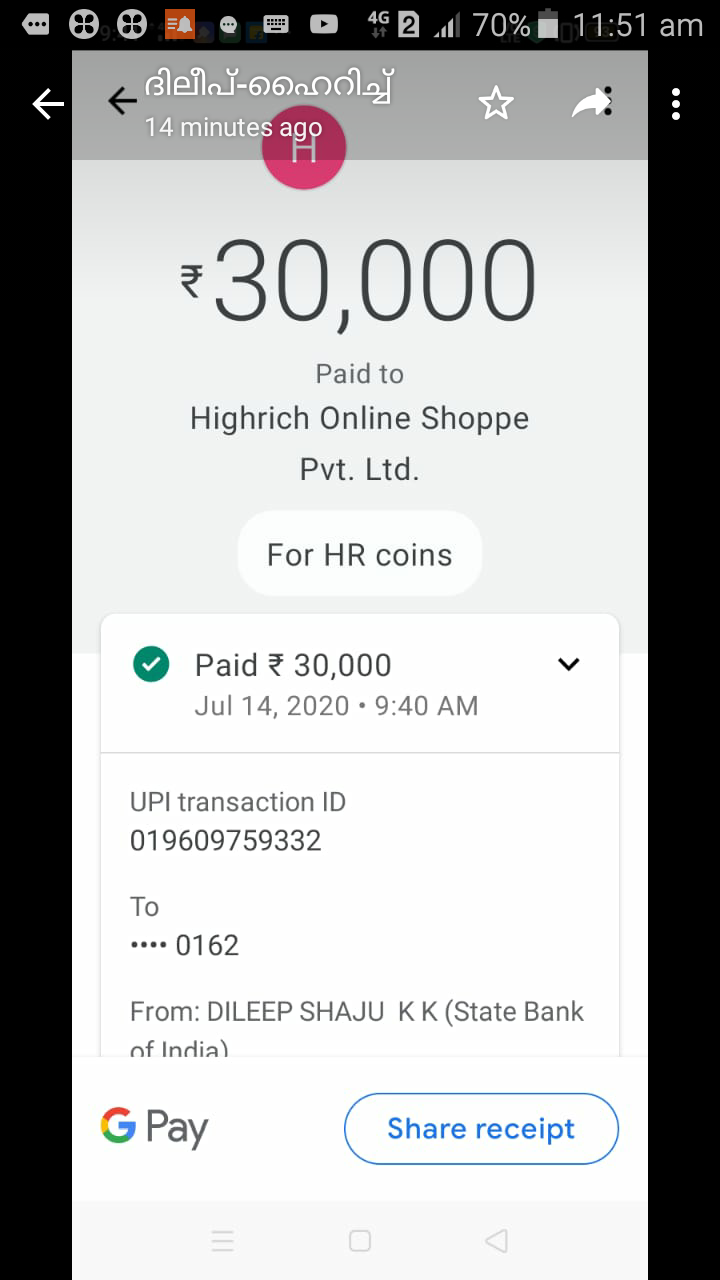 4G 2 70% 11:51 am
ദിലീപ്-ഹൈറിച്ച്
14 minutes ago
H
₹30,000
Paid to
Highrich Online Shoppe
Pvt. Ltd.
For HR coins
Paid ₹ 30,000
Jul 14, 2020 • 9:40 AM
UPI transaction ID
019609759332
To
•••• 0162
From: DILEEP SHAJU K K (State Bank
of India)
G Pay
Share receipt